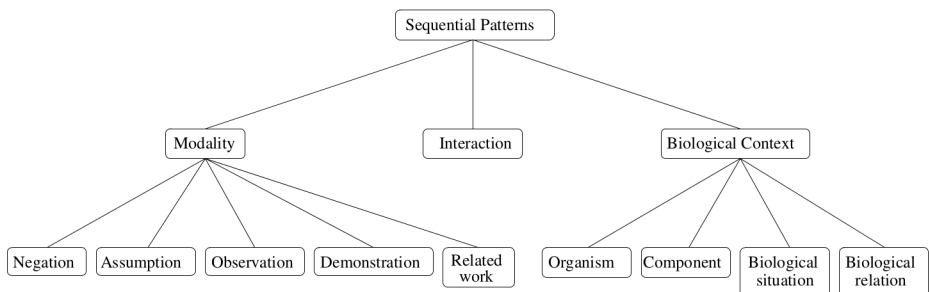 Sequential Patterns
Modality
Interaction
Biological Context
Negation
Assumption
Observation
Demonstration
Related
work
Organism
Component
Biological
situation
Biological
relation